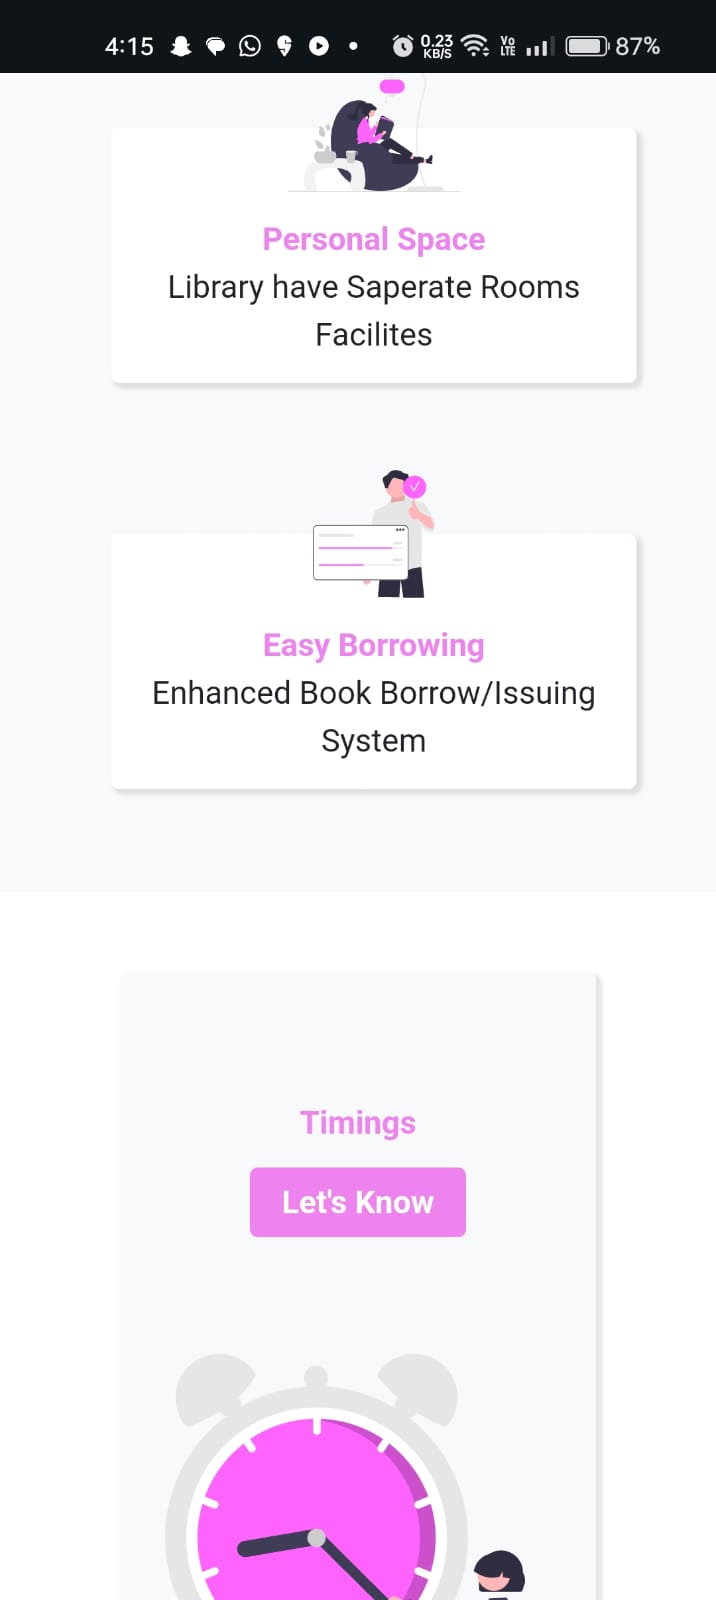 4:15 0.23 KB/S Vo LTE 87%
Personal Space
Library have Saperate Rooms
Facilites
Easy Borrowing
Enhanced Book Borrow/Issuing
System
Timings
Let's Know